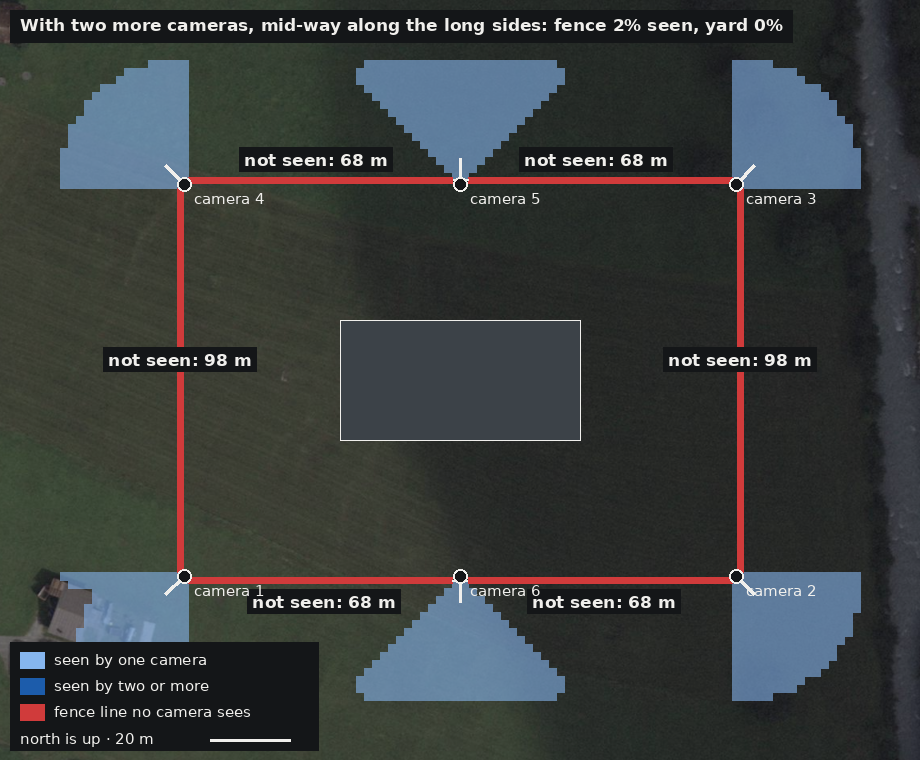 With two more cameras, mid-way along the long sides: fence 2% seen, yard 0%
not seen: 68 m
not seen: 68 m
camera 4
camera 5
camera 3
not seen: 98 m
not seen: 98 m
camera 1
camera 6
camera 2
not seen: 68 m
not seen: 68 m
seen by one camera
seen by two or more
fence line no camera sees
north is up · 20 m